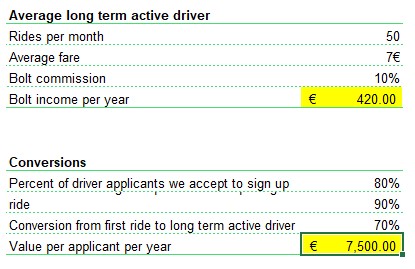 Average long term active driver
Rides per month 50
Average fare 7€
Bolt commission 10%
Bolt income per year € 420.00
Conversions
Percent of driver applicants we accept to sign up 80%
ride 90%
Conversion from first ride to long term active driver 70%
Value per applicant per year € 7,500.00